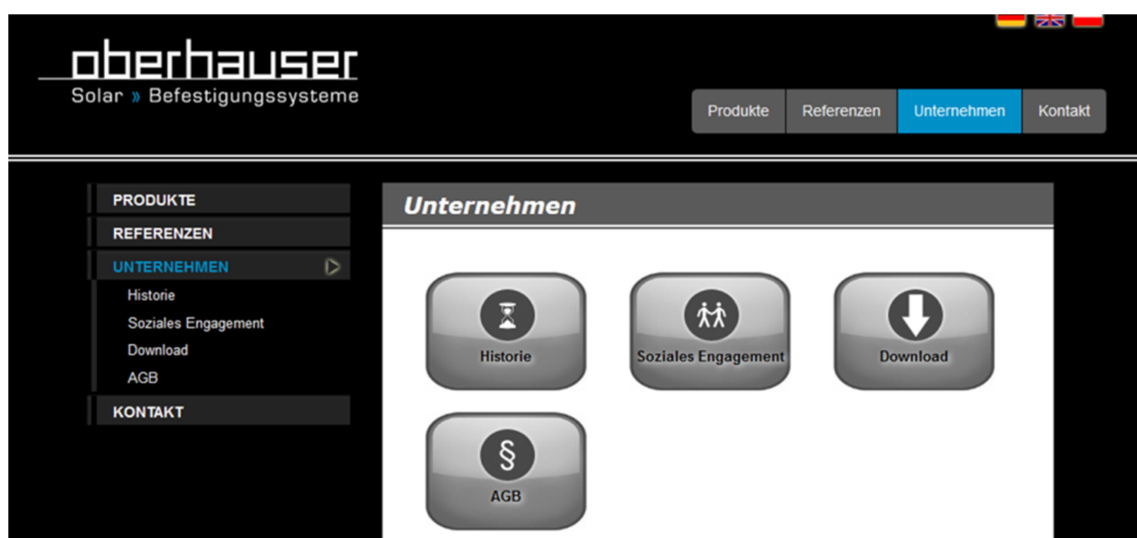 oberhauser
Solar » Befestigungssysteme
Produkte Referenzen Unternehmen Kontakt
PRODUKTE
REFERENZEN
UNTERNEHMEN
Historie
Soziales Engagement
Download
AGB
KONTAKT
Unternehmen
Historie Soziales Engagement Download
§
AGB